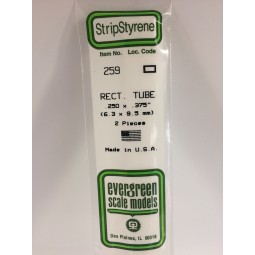 StripStyrene
Item No. Loc. Code
259
RECT. TUBE
.250 x .375"
(6.3 x 9.5 mm)
2 Pieces
Made in U.S.A.
evergreen
scale models
Des Plaines, IL 60018